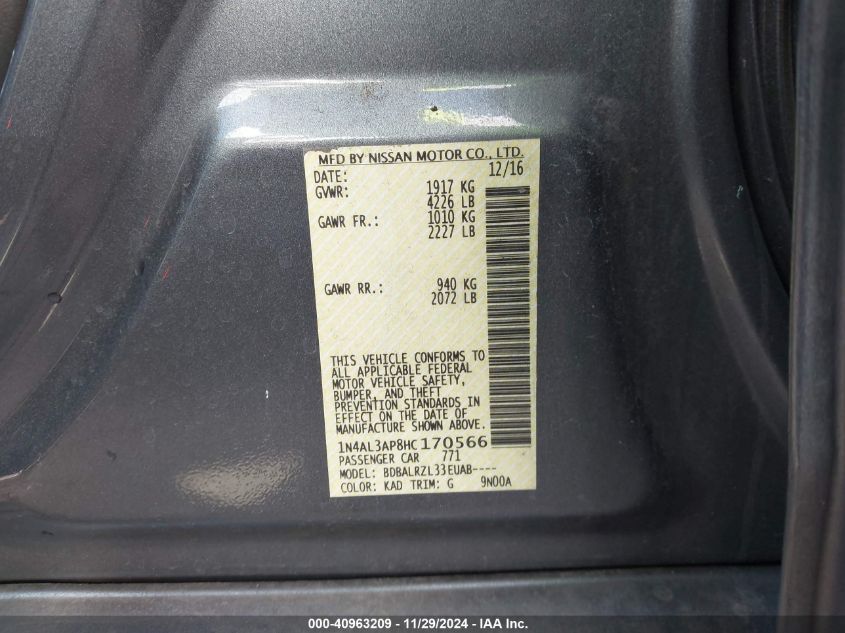 MFD BY NISSAN MOTOR CO., LTD.
DATE: 12/16
GVWR: 1917 KG
4226 LB
GAWR FR.: 1010 KG
2227 LB
GAWR RR.: 940 KG
2072 LB
THIS VEHICLE CONFORMS TO
ALL APPLICABLE FEDERAL
MOTOR VEHICLE SAFETY,
BUMPER, AND THEFT
PREVENTION STANDARDS IN
EFFECT ON THE DATE OF
MANUFACTURE SHOWN ABOVE.
1N4AL3AP8HC170566
PASSENGER CAR 771
MODEL: BDBALRZL33EUAB----
COLOR: KAD TRIM: G 9N00A
000-40963209 - 11/29/2024 - IAA Inc.